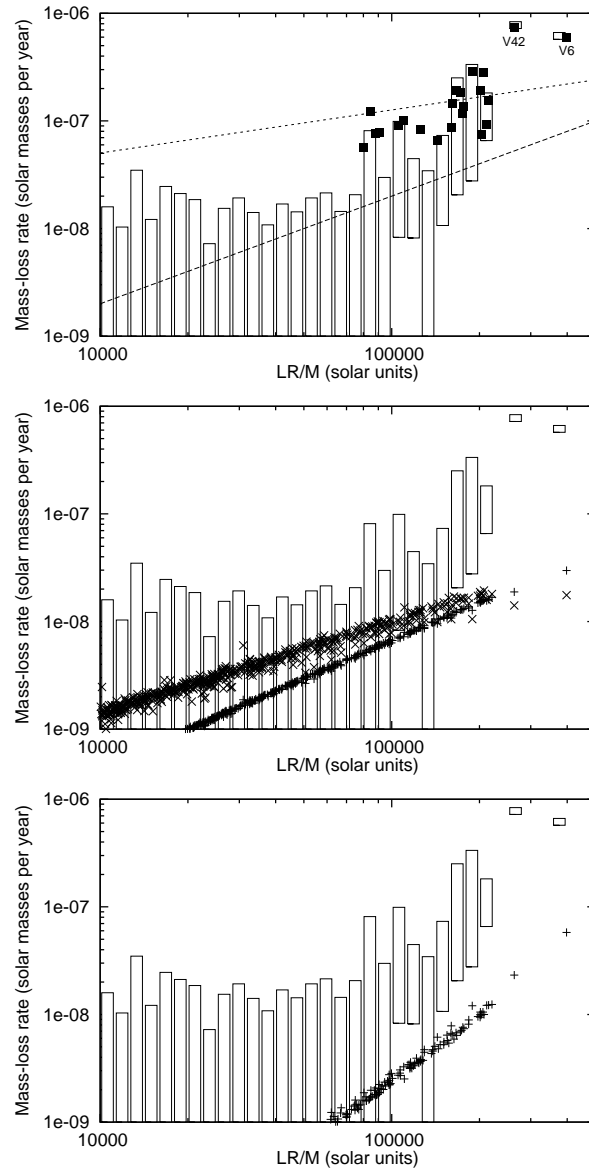 1e-06
1e-07
1e-08
1e-09
Mass-loss rate (solar masses per year)
V42
V6
10000
100000
LR/M (solar units)
1e-06
1e-07
1e-08
1e-09
Mass-loss rate (solar masses per year)
10000
100000
LR/M (solar units)
1e-06
1e-07
1e-08
1e-09
Mass-loss rate (solar masses per year)
10000
100000
LR/M (solar units)